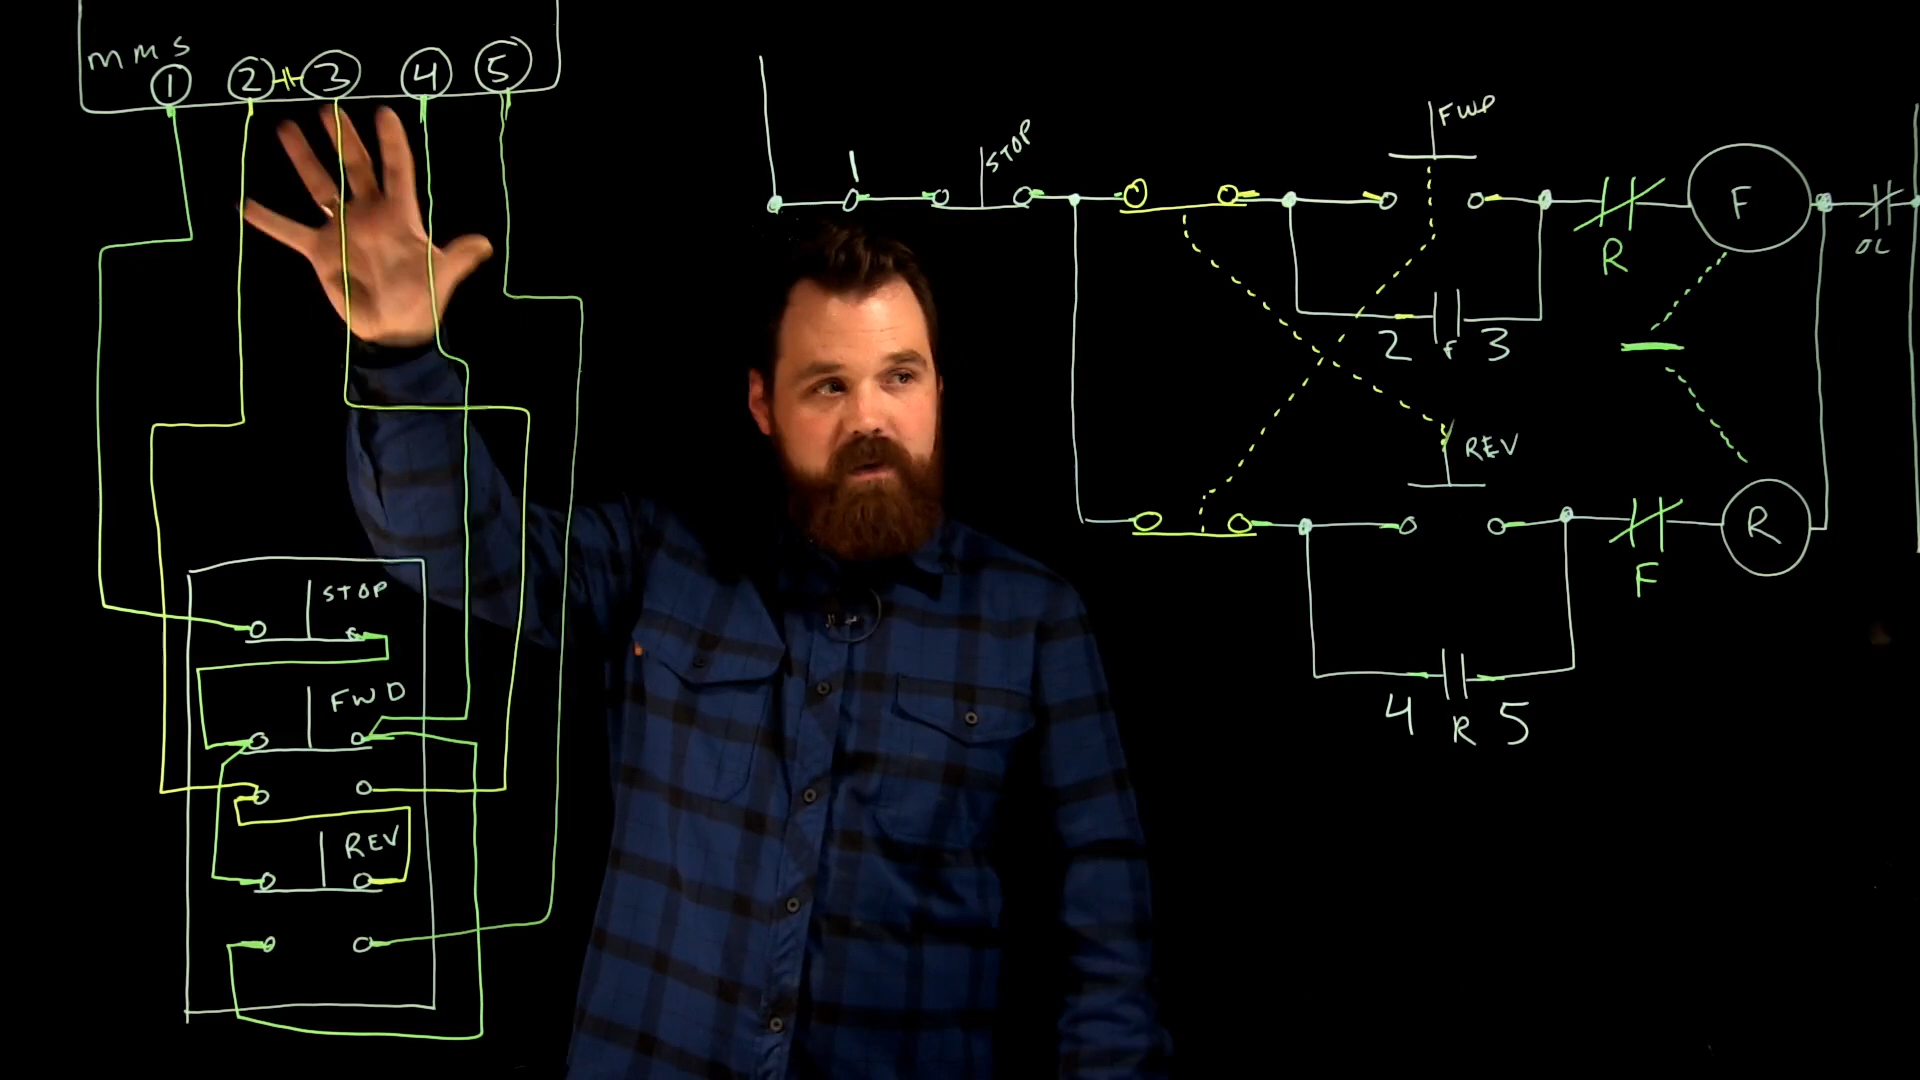 MMS
1 2 3 4 5
STOP
FWD
REV
1
STOP
FWD
R
F
OL
2 F 3
REV
F
R
4 R 5